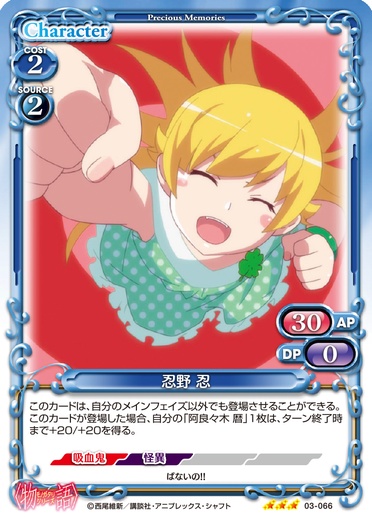 Precious Memories
Character
COST
2
SOURCE
2
30 AP
DP 0
忍野 忍
このカードは、自分のメインフェイズ以外でも登場させることができる。
このカードが登場した場合、自分の「阿良々木 暦」1枚は、ターン終了時
まで+20/+20を得る。
吸血鬼 怪異
ぱないの!!
物語
©西尾維新/講談社・アニプレックス・シャフト
03-066